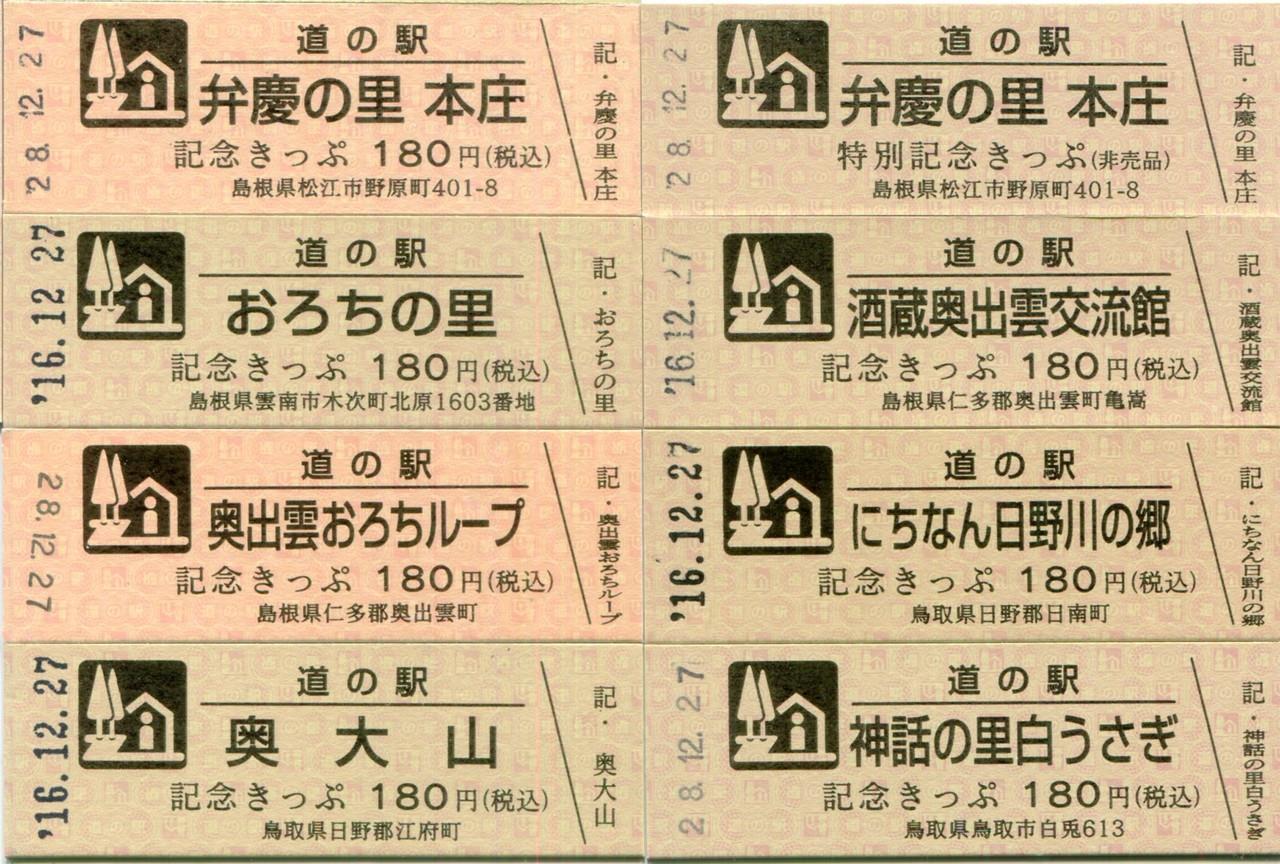 '28.12.27
道の駅
弁慶の里 本庄
記念きっぷ 180円(税込)
島根県松江市野原町401-8
記・弁慶の里 本庄
'28.12.27
道の駅
弁慶の里 本庄
特別記念きっぷ(非売品)
島根県松江市野原町401-8
記・弁慶の里 本庄
'16.12.27
道の駅
おろちの里
記念きっぷ 180円(税込)
島根県雲南市木次町北原1603番地
記・おろちの里
'16.12.27
道の駅
酒蔵奥出雲交流館
記念きっぷ 180円(税込)
島根県仁多郡奥出雲町亀嵩
記・酒蔵奥出雲交流館
28.12.27
道の駅
奥出雲おろちループ
記念きっぷ 180円(税込)
島根県仁多郡奥出雲町
記・奥出雲おろちループ
'16.12.27
道の駅
にちなん日野川の郷
記念きっぷ 180円(税込)
鳥取県日野郡日南町
記・にちなん日野川の郷
'16.12.27
道の駅
奥大山
記念きっぷ 180円(税込)
鳥取県日野郡江府町
記・奥大山
28.12.27
道の駅
神話の里白うさぎ
記念きっぷ 180円(税込)
鳥取県鳥取市白兎613
記・神話の里白うさぎ